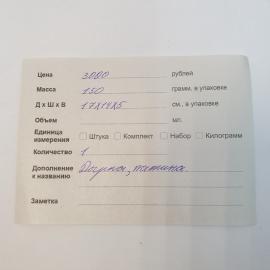 Цена 3000 рублей
Масса 150 грамм, в упаковке
Д x Ш x В 17х14х5 см., в упаковке
Объем мл.
Единица
измерения Штука Комплект Набор Килограмм
Количество 1
Дополнение
к названию патина
Заметка